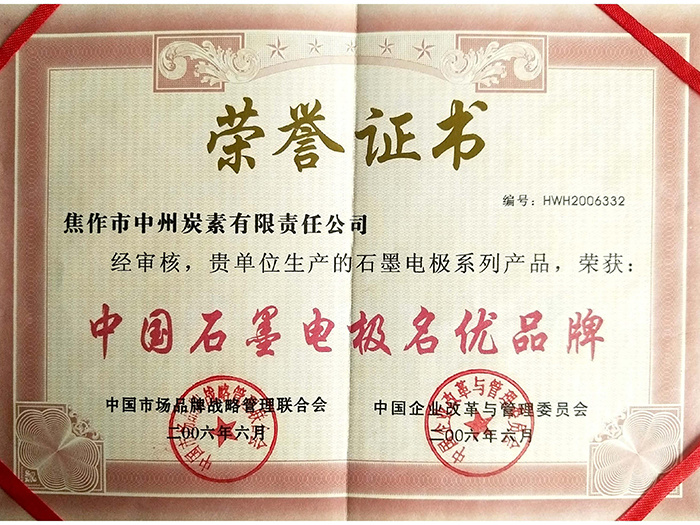 荣誉证书
编号：HWH2006332
焦作市中州炭素有限责任公司
经审核，贵单位生产的石墨电极系列产品，荣获：
中国石墨电极名优品牌
中国市场品牌战略管理联合会
二00六年六月
中国企业改革与管理委员会
二00六年六月